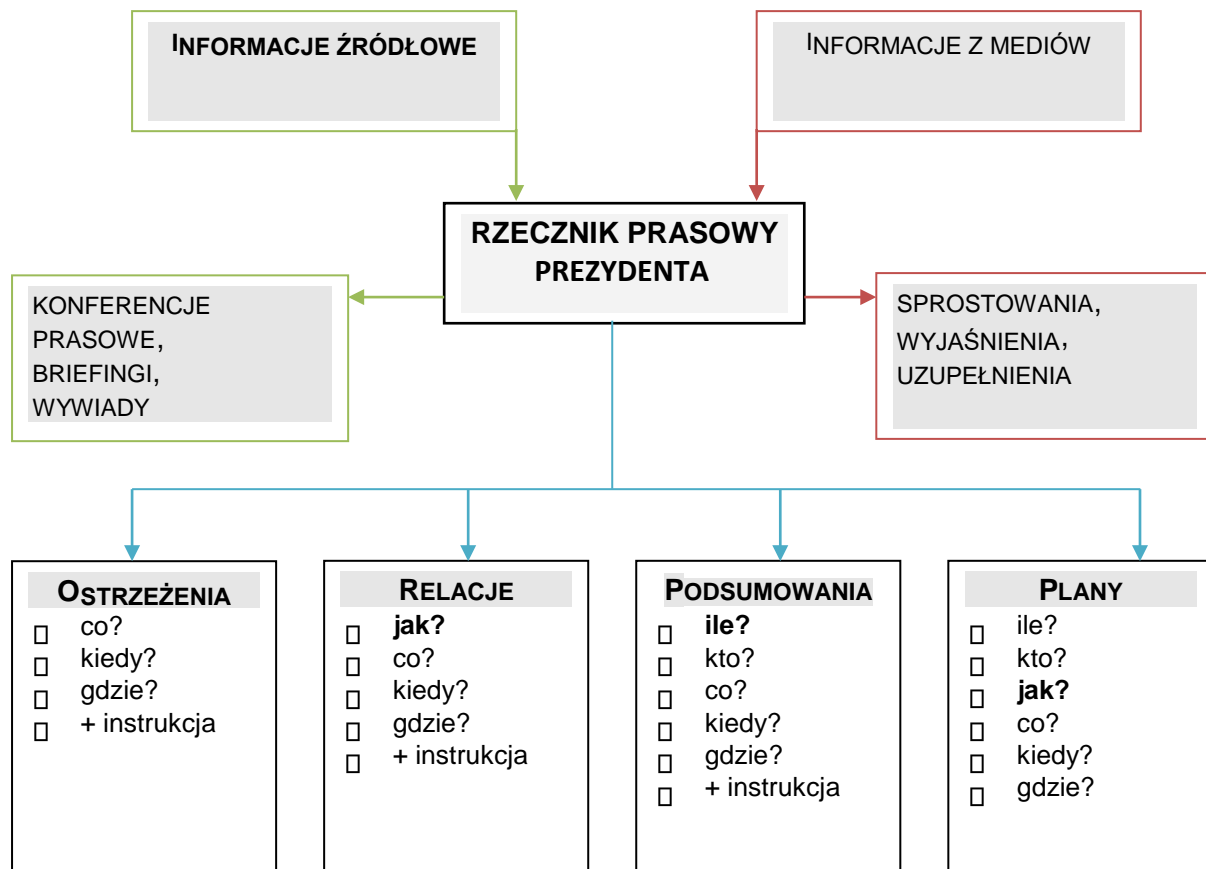 INFORMACJE ŹRÓDŁOWE
INFORMACJE Z MEDIÓW
RZECZNIK PRASOWY
PREZYDENTA
KONFERENCJE
PRASOWE,
BRIEFINGI,
WYWIADY
SPROSTOWANIA,
WYJAŚNIENIA,
UZUPEŁNIENIA
OSTRZEŻENIA
co?
kiedy?
gdzie?
+ instrukcja
RELACJE
jak?
co?
kiedy?
gdzie?
+ instrukcja
PODSUMOWANIA
ile?
kto?
co?
kiedy?
gdzie?
+ instrukcja
PLANY
ile?
kto?
jak?
co?
kiedy?
gdzie?